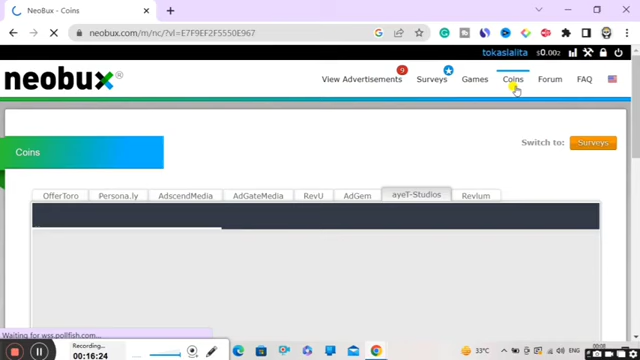 NeoBux - Coins
neobux.com/m/nc/?vl=E7F9EF2F5550E967
tokaslalita $0.002
neobux®
View Advertisements 9 Surveys Games Coins Forum FAQ
Coins
Switch to: Surveys
OfferToro Persona.ly AdscendMedia AdGateMedia RevU AdGem ayeT-Studios Revlum
Waiting for wss.pollfish.com...
Recording...
00:16:24
33°C
00:08